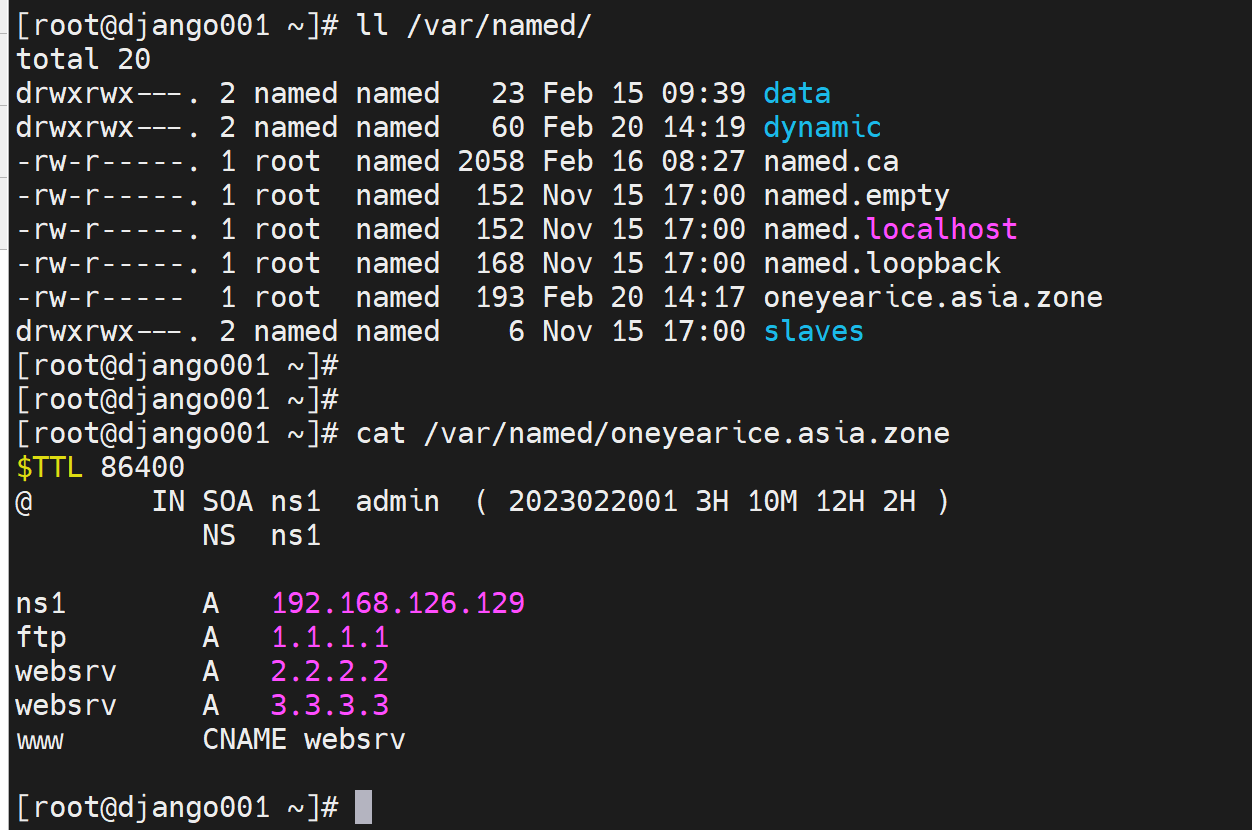 [root@django001 ~]# ll /var/named/
total 20
drwxrwx---. 2 named named   23 Feb 15 09:39 data
drwxrwx---. 2 named named   60 Feb 20 14:19 dynamic
-rw-r-----. 1 root  named 2058 Feb 16 08:27 named.ca
-rw-r-----. 1 root  named  152 Nov 15 17:00 named.empty
-rw-r-----. 1 root  named  152 Nov 15 17:00 named.localhost
-rw-r-----. 1 root  named  168 Nov 15 17:00 named.loopback
-rw-r-----  1 root  named  193 Feb 20 14:17 oneyearice.asia.zone
drwxrwx---. 2 named named    6 Nov 15 17:00 slaves
[root@django001 ~]#
[root@django001 ~]#
[root@django001 ~]# cat /var/named/oneyearice.asia.zone
$TTL 86400
@       IN SOA ns1  admin  ( 2023022001 3H 10M 12H 2H )
           NS  ns1
ns1        A   192.168.126.129
ftp        A   1.1.1.1
websrv     A   2.2.2.2
websrv     A   3.3.3.3
www        CNAME websrv
[root@django001 ~]#